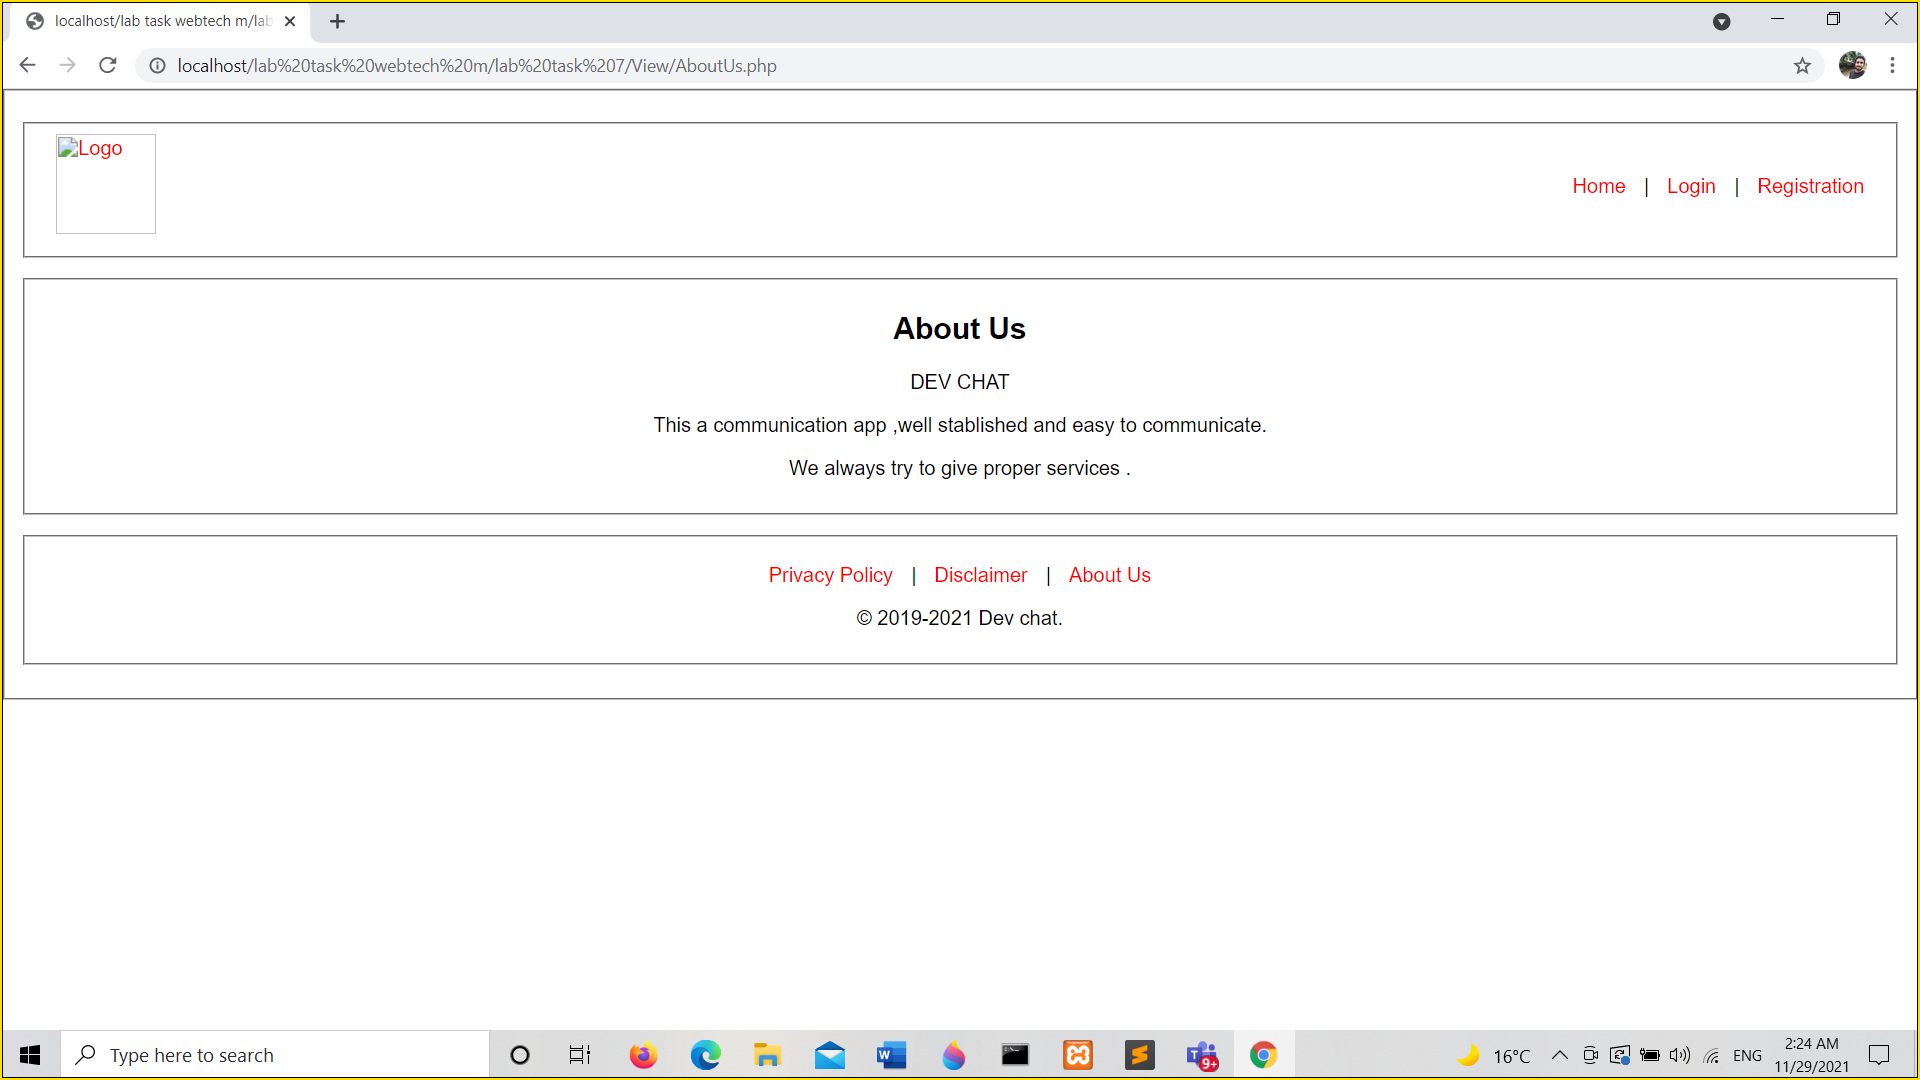 localhost/lab task webtech m/lab
localhost/lab%20task%20webtech%20m/lab%20task%207/View/AboutUs.php
Logo
Home | Login | Registration
About Us
DEV CHAT
This a communication app ,well stablished and easy to communicate.
We always try to give proper services .
Privacy Policy | Disclaimer | About Us
© 2019-2021 Dev chat.
Type here to search
9+
16°C
ENG
2:24 AM
11/29/2021